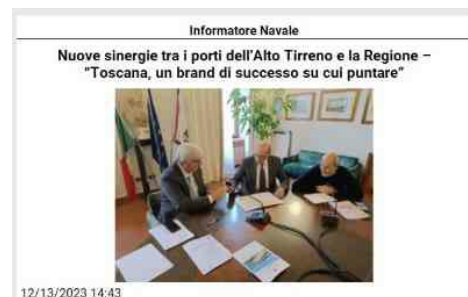 Informatore Navale
Nuove sinergie tra i porti dell'Alto Tirreno e la Regione –
"Toscana, un brand di successo su cui puntare"
12/13/2023 14:43